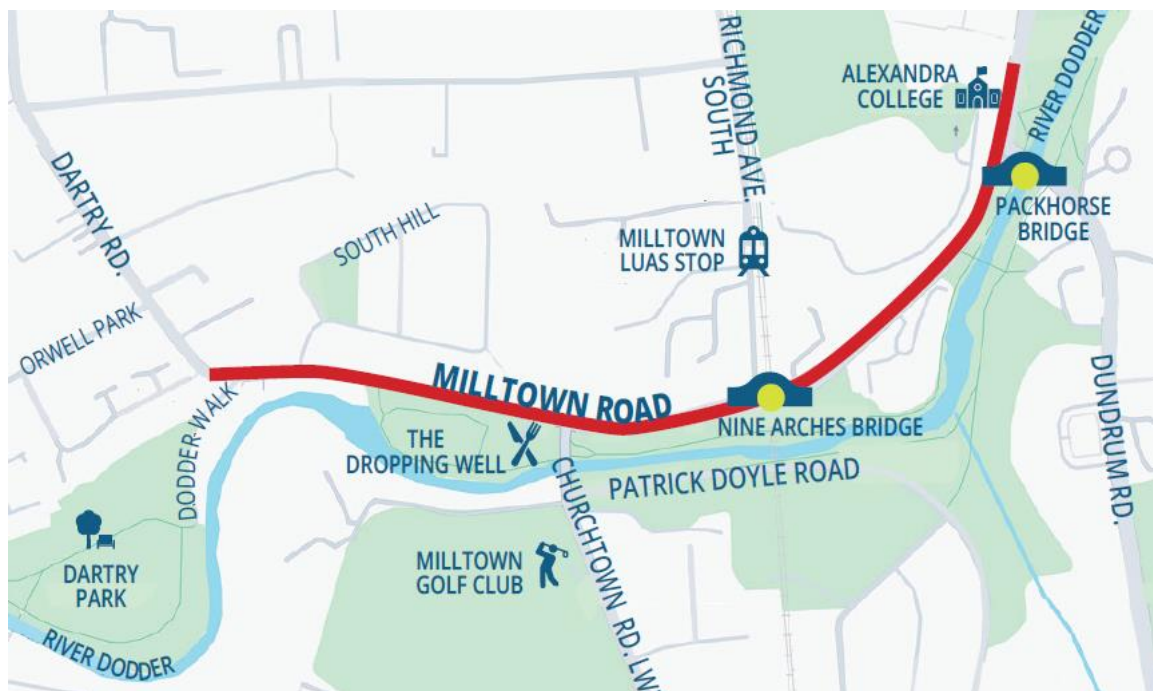 RICHMOND AVE.
SOUTH
ALEXANDRA
COLLEGE
RIVER DODDER
DARTRY RD.
SOUTH HILL
MILLTOWN
LUAS STOP
PACKHORSE
BRIDGE
ORWELL PARK
MILLTOWN ROAD
DODDER WALK
THE
DROPPING WELL
NINE ARCHES BRIDGE
DUNDRUM RD.
CHURCHTOWN RD. LW
PATRICK DOYLE ROAD
MILLTOWN
GOLF CLUB
DARTRY
PARK
RIVER DODDER